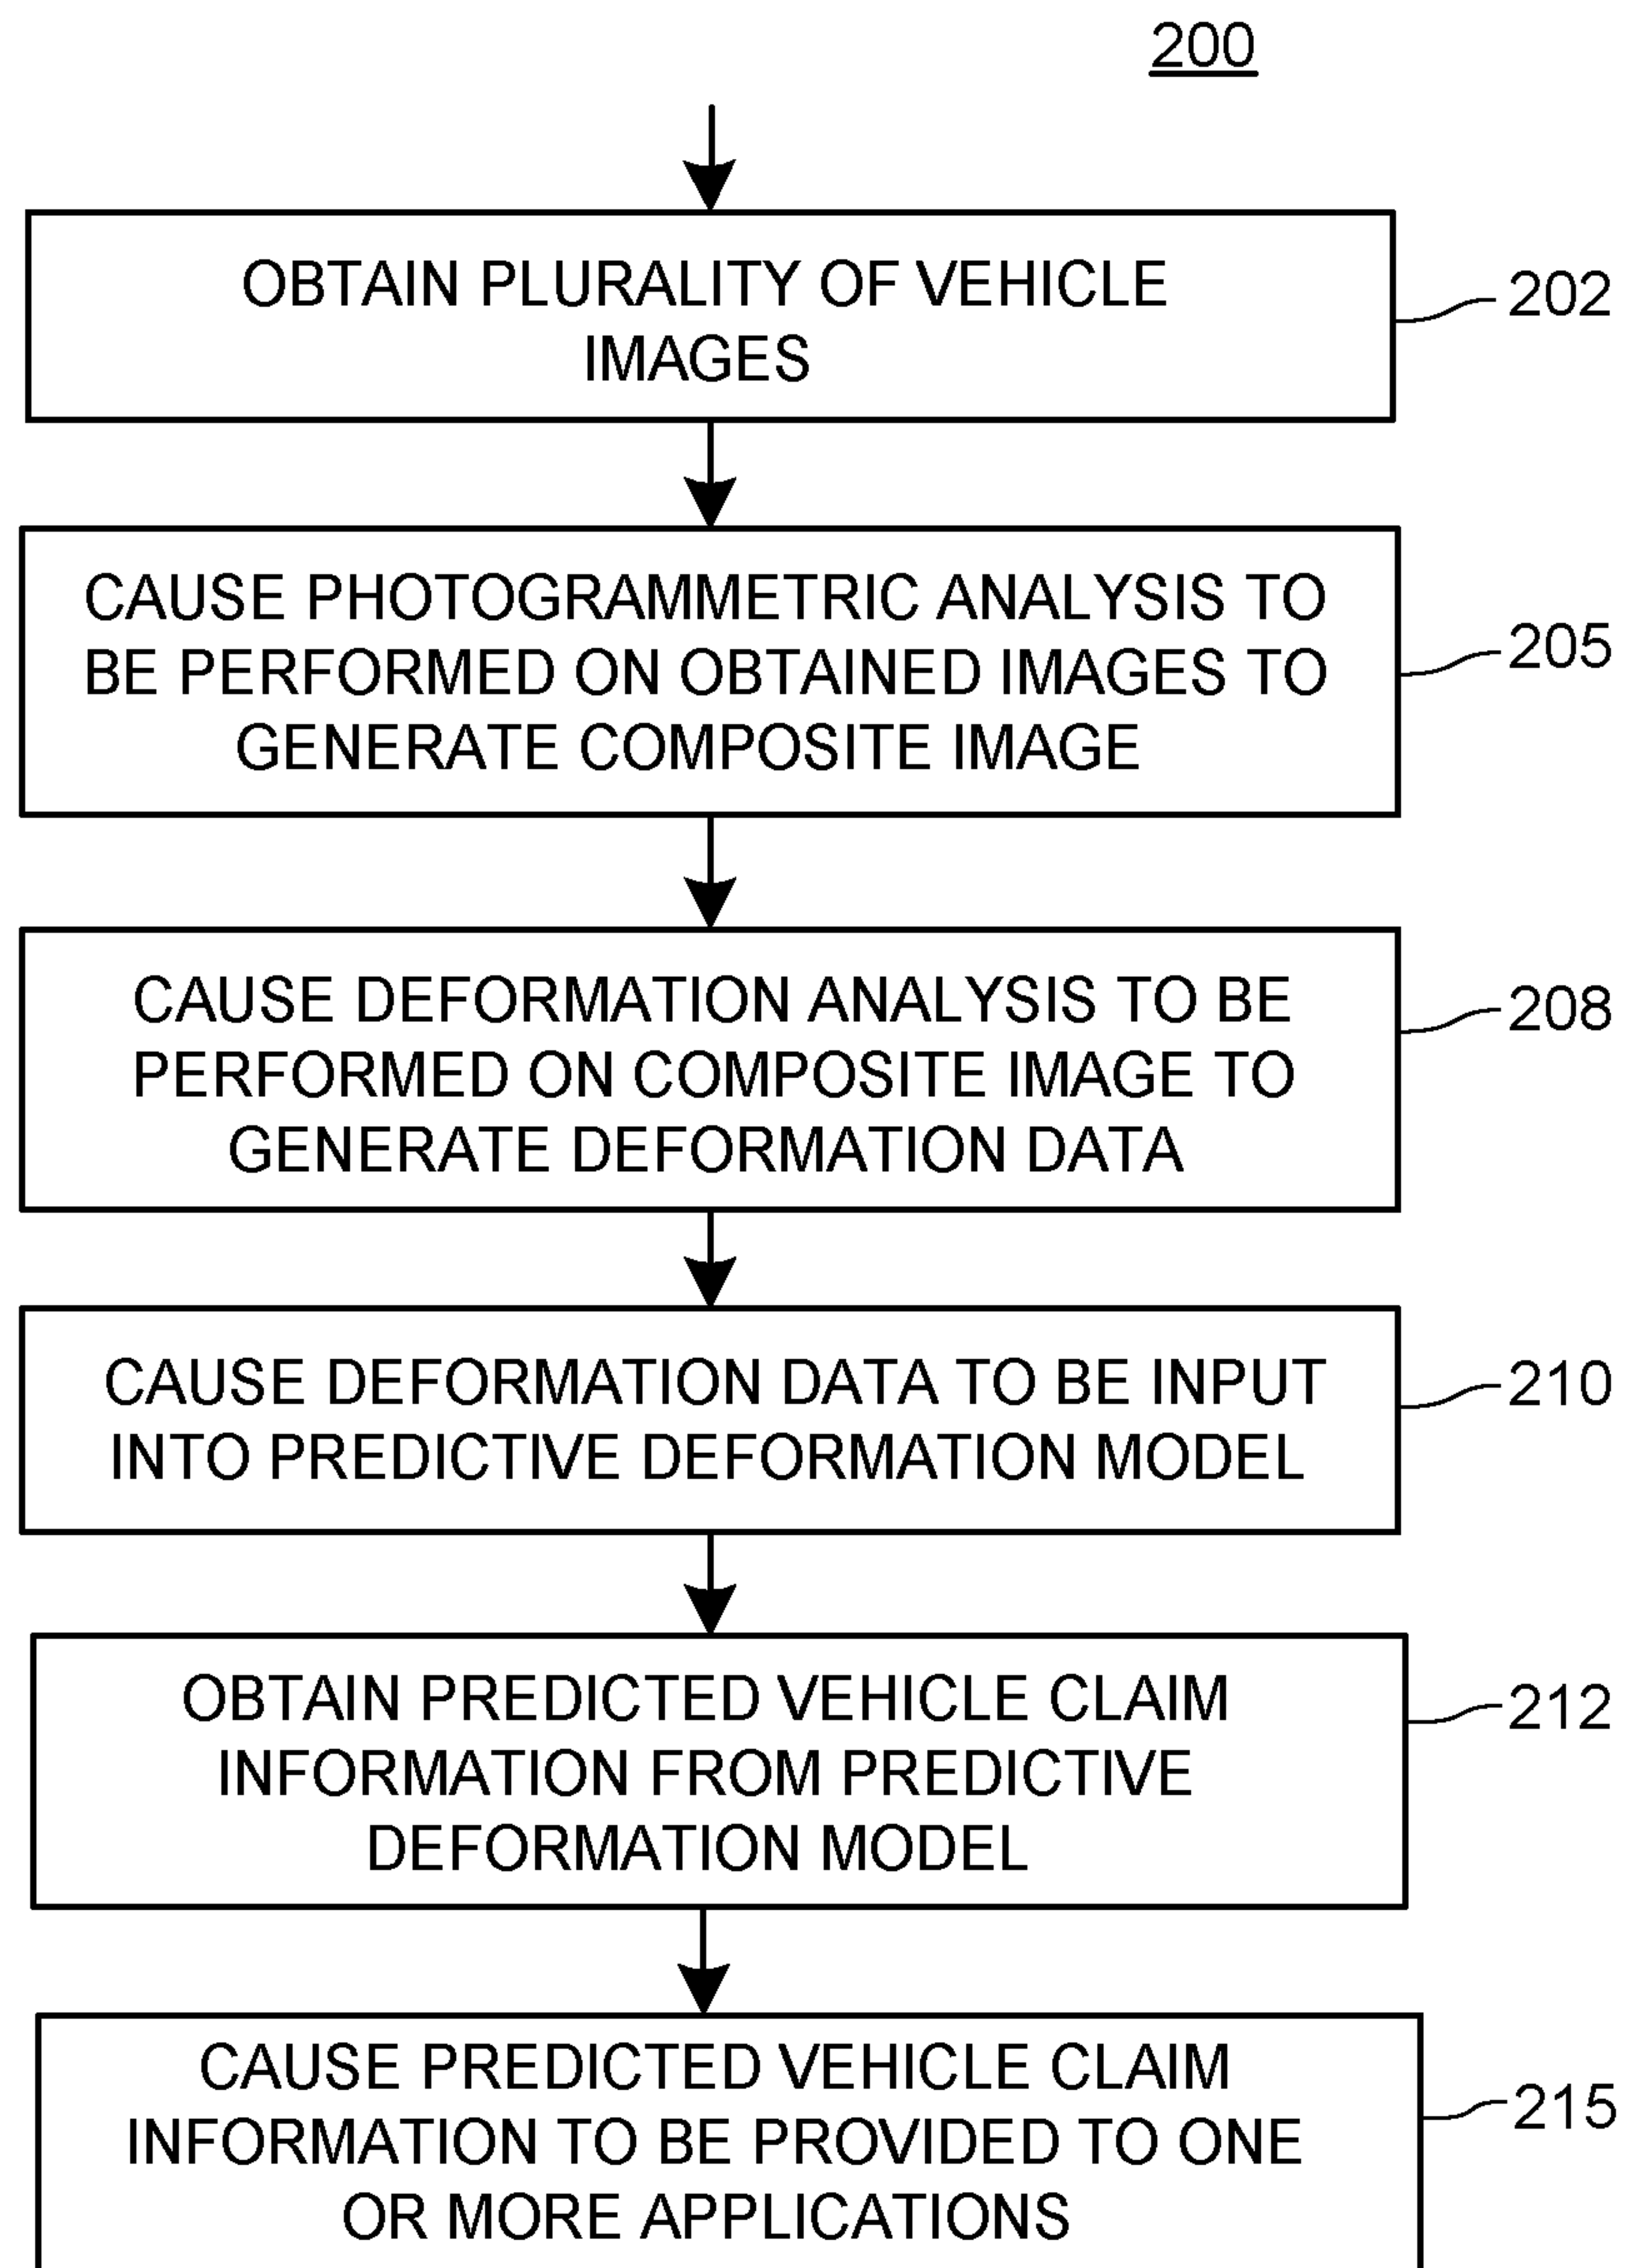 200
OBTAIN PLURALITY OF VEHICLE
IMAGES
202
CAUSE PHOTOGRAMMETRIC ANALYSIS TO
BE PERFORMED ON OBTAINED IMAGES TO
GENERATE COMPOSITE IMAGE
205
CAUSE DEFORMATION ANALYSIS TO BE
PERFORMED ON COMPOSITE IMAGE TO
GENERATE DEFORMATION DATA
208
CAUSE DEFORMATION DATA TO BE INPUT
INTO PREDICTIVE DEFORMATION MODEL
210
OBTAIN PREDICTED VEHICLE CLAIM
INFORMATION FROM PREDICTIVE
DEFORMATION MODEL
212
CAUSE PREDICTED VEHICLE CLAIM
INFORMATION TO BE PROVIDED TO ONE
OR MORE APPLICATIONS
215